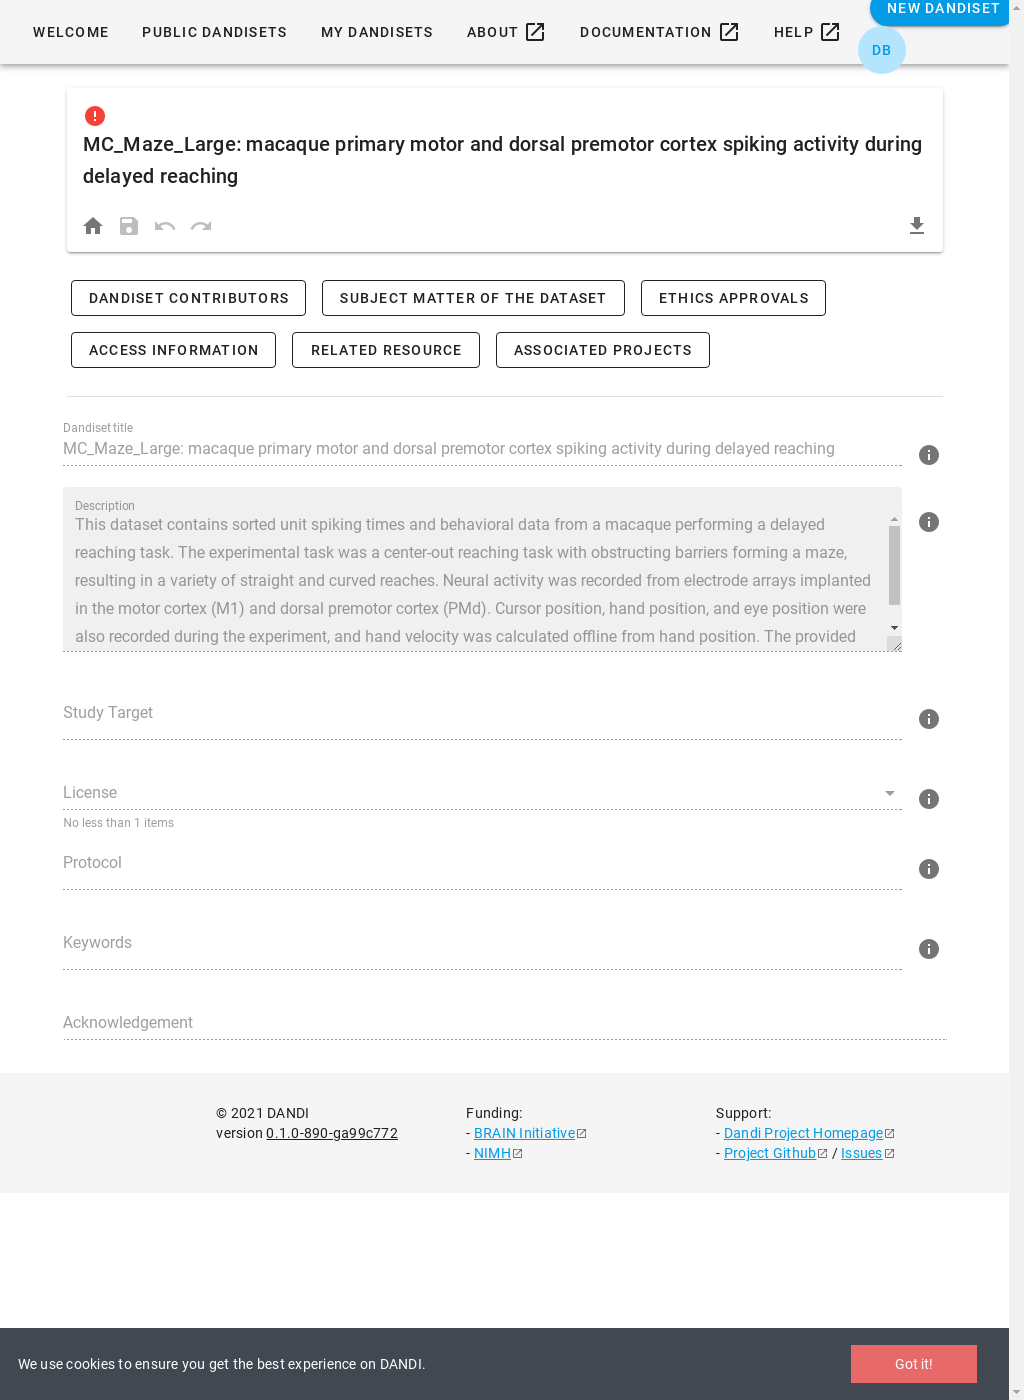 WELCOME PUBLIC DANDISETS MY DANDISETS ABOUT DOCUMENTATION HELP NEW DANDISET
DB
MC_Maze_Large: macaque primary motor and dorsal premotor cortex spiking activity during
delayed reaching
DANDISET CONTRIBUTORS SUBJECT MATTER OF THE DATASET ETHICS APPROVALS
ACCESS INFORMATION RELATED RESOURCE ASSOCIATED PROJECTS
Dandiset title
MC_Maze_Large: macaque primary motor and dorsal premotor cortex spiking activity during delayed reaching
Description
This dataset contains sorted unit spiking times and behavioral data from a macaque performing a delayed
reaching task. The experimental task was a center-out reaching task with obstructing barriers forming a maze,
resulting in a variety of straight and curved reaches. Neural activity was recorded from electrode arrays implanted
in the motor cortex (M1) and dorsal premotor cortex (PMd). Cursor position, hand position, and eye position were
also recorded during the experiment, and hand velocity was calculated offline from hand position. The provided
Study Target
License
No less than 1 items
Protocol
Keywords
Acknowledgement
© 2021 DANDI
version 0.1.0-890-ga99c772
Funding:
- BRAIN Initiative
- NIMH
Support:
- Dandi Project Homepage
- Project Github / Issues
We use cookies to ensure you get the best experience on DANDI.
Got it!